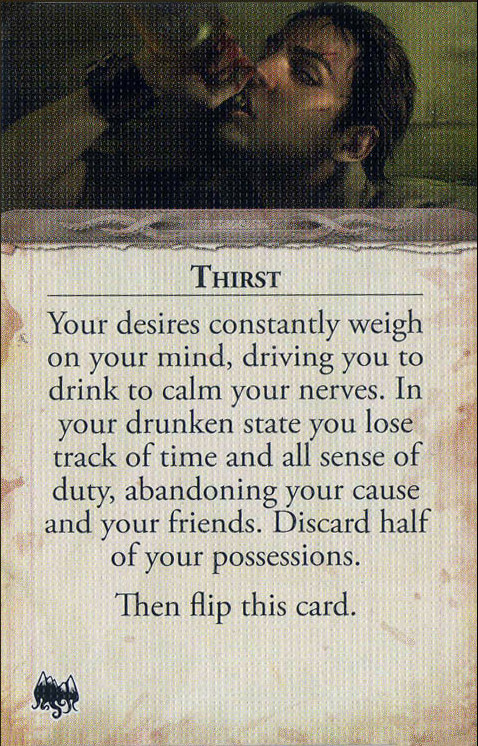 Thirst
Your desires constantly weigh
on your mind, driving you to
drink to calm your nerves. In
your drunken state you lose
track of time and all sense of
duty, abandoning your cause
and your friends. Discard half
of your possessions.
Then flip this card.